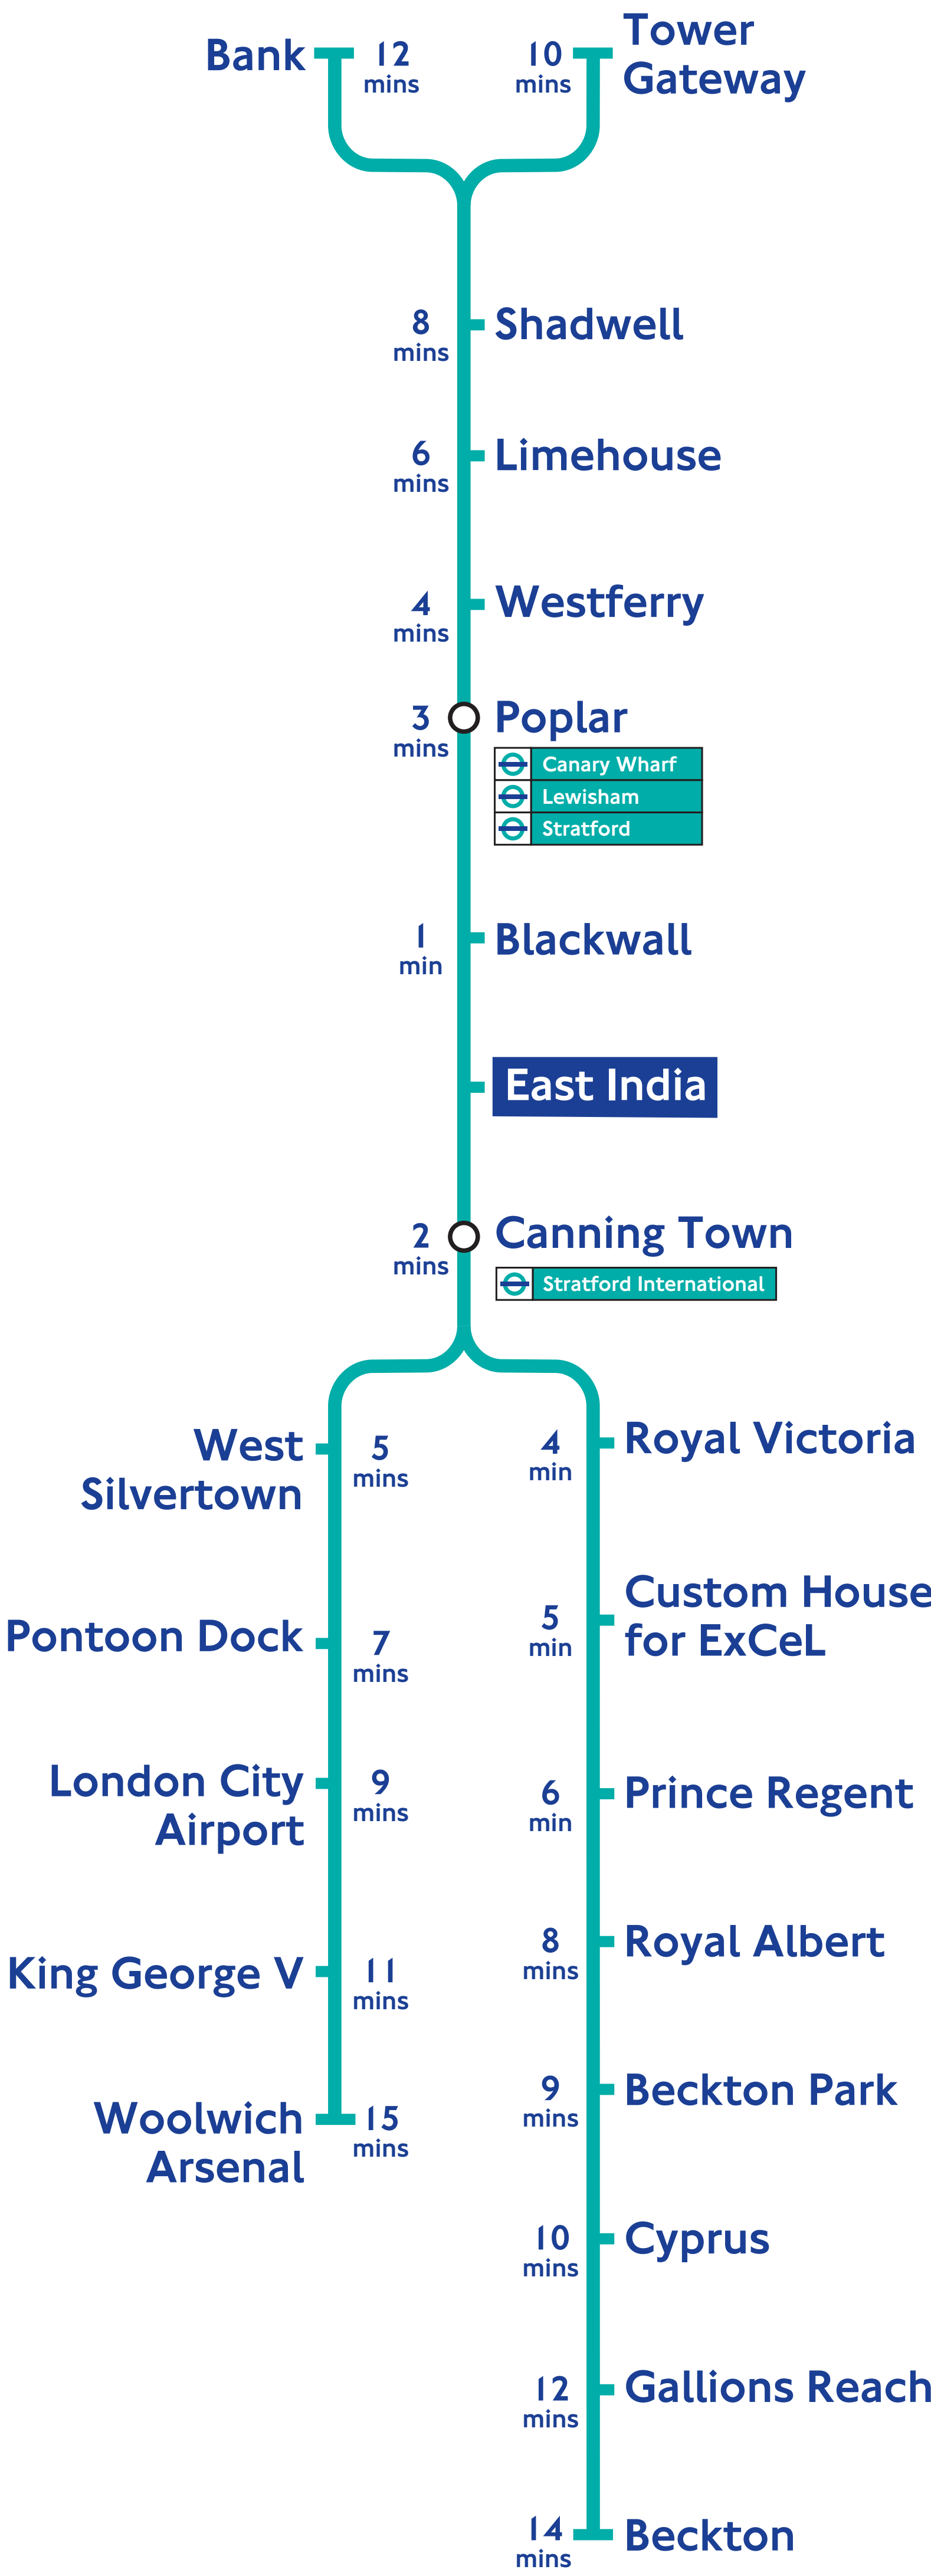 Bank
12
mins
10
mins
Tower
Gateway
8
mins
Shadwell
6
mins
Limehouse
4
mins
Westferry
3
mins
Poplar
Canary Wharf
Lewisham
Stratford
1
min
Blackwall
East India
2
mins
Canning Town
Stratford International
West
Silvertown
5
mins
4
min
Royal Victoria
5
min
Custom House
for ExCeL
Pontoon Dock
7
mins
London City
Airport
9
mins
6
min
Prince Regent
8
mins
Royal Albert
King George V
11
mins
9
mins
Beckton Park
Woolwich
Arsenal
15
mins
10
mins
Cyprus
12
mins
Gallions Reach
14
mins
Beckton